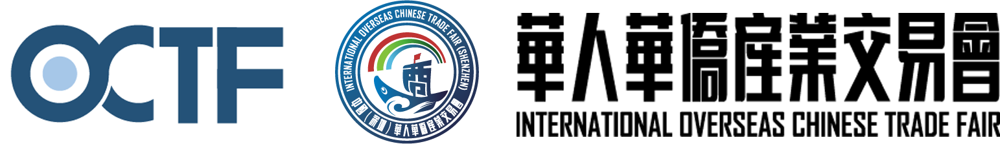 OCTF
INTERNATIONAL OVERSEAS CHINESE TRADE FAIR (SHENZHEN)
中國(深圳)華人華僑産業交易會
華人華僑産業交易會
INTERNATIONAL OVERSEAS CHINESE TRADE FAIR